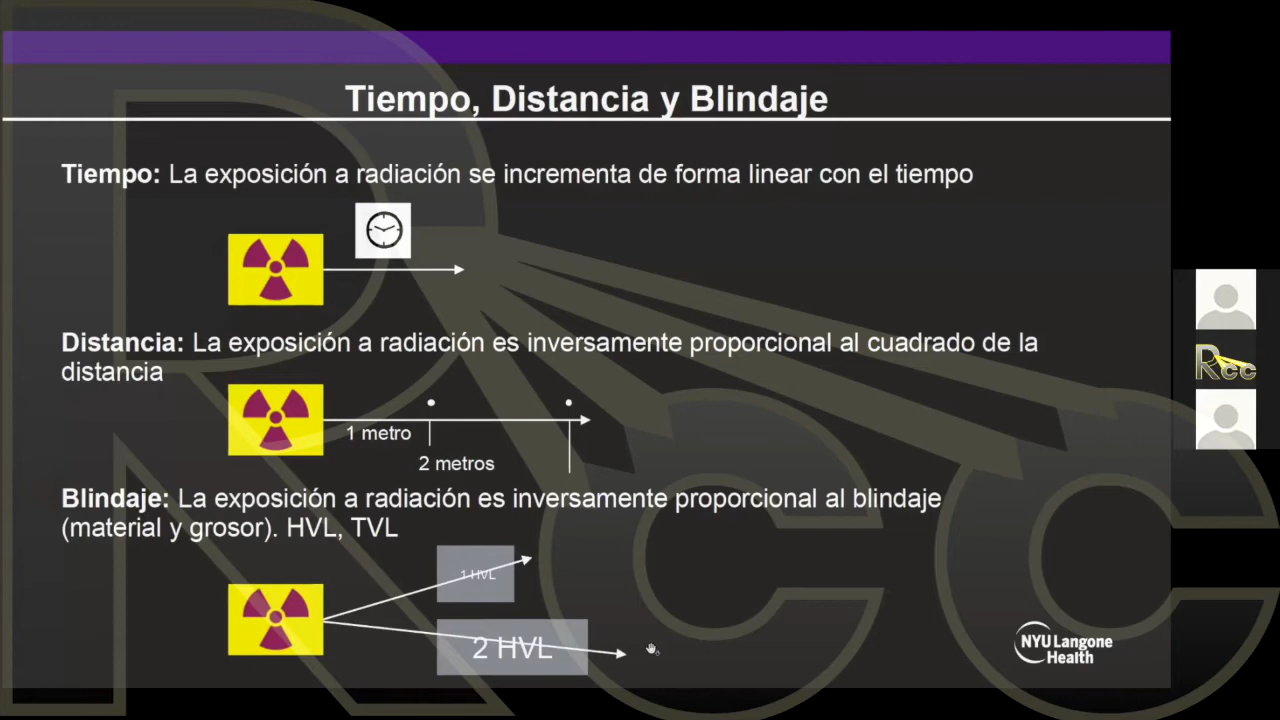 Tiempo, Distancia y Blindaje
Tiempo: La exposición a radiación se incrementa de forma linear con el tiempo
Distancia: La exposición a radiación es inversamente proporcional al cuadrado de la
distancia
1 metro
2 metros
Blindaje: La exposición a radiación es inversamente proporcional al blindaje
(material y grosor). HVL, TVL
1 HVL
2 HVL
NYU Langone
Health
Rcc
RCC